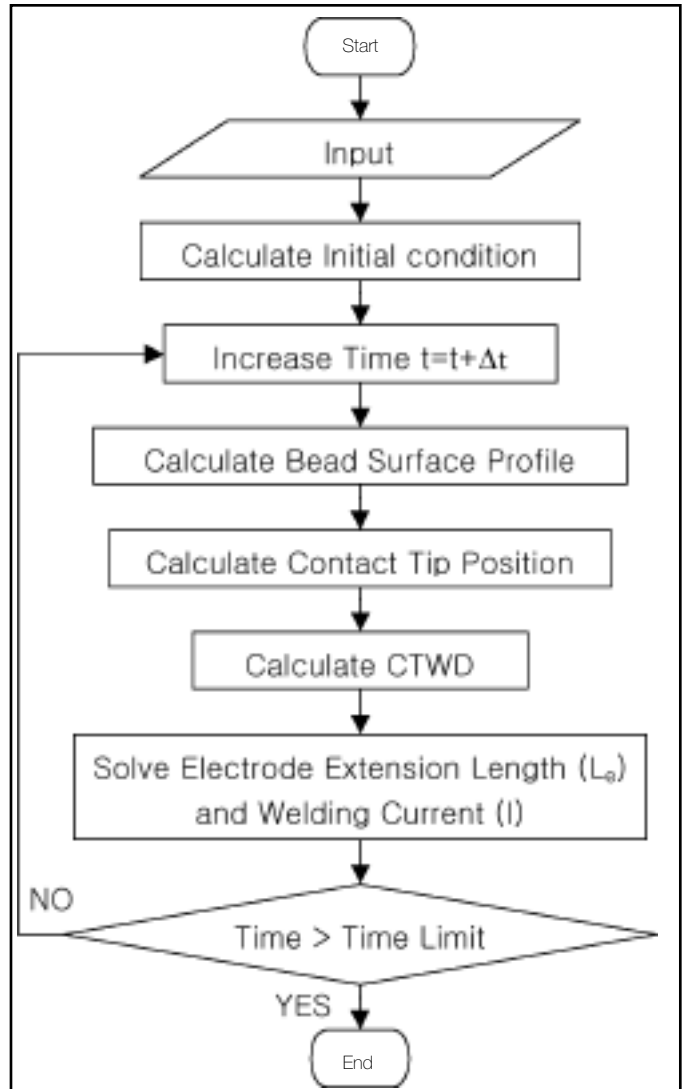 Start
Input
Calculate Initial condition
Increase Time t=t+Δt
Calculate Bead Surface Profile
Calculate Contact Tip Position
Calculate CTWD
Solve Electrode Extension Length (Lₑ)
and Welding Current (I)
NO
Time > Time Limit
YES
End